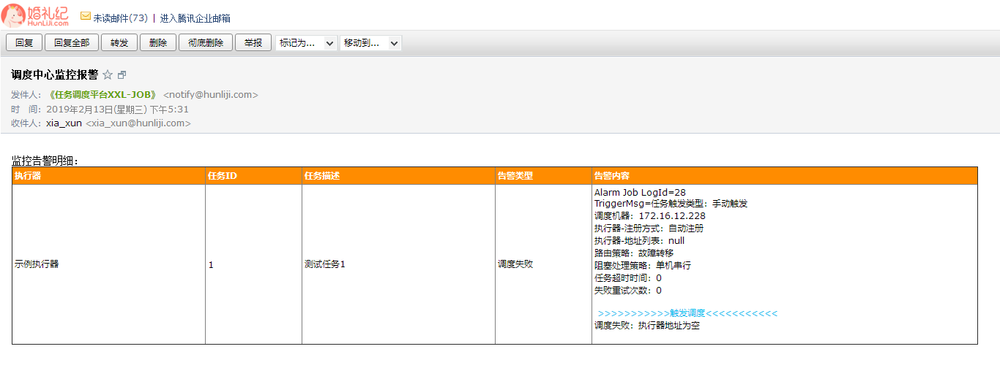 婚礼纪
HunLiJi.com
未读邮件(73) | 进入腾讯企业邮箱
回复 回复全部 转发 删除 彻底删除 举报 标记为... 移动到...
调度中心监控报警
发件人：《任务调度平台XXL-JOB》 <notify@hunliji.com>
时 间：2019年2月13日(星期三) 下午5:31
收件人：xia_xun <xia_xun@hunliji.com>
监控告警明细：
执行器 任务ID 任务描述 告警类型 告警内容
示例执行器 1 测试任务1 调度失败
Alarm Job LogId=28
TriggerMsg=任务触发类型：手动触发
调度机器：172.16.12.228
执行器-注册方式：自动注册
执行器-地址列表：null
路由策略：故障转移
阻塞处理策略：单机串行
任务超时时间：0
失败重试次数：0
>>>>>>>>>>>触发调度<<<<<<<<<<<
调度失败：执行器地址为空